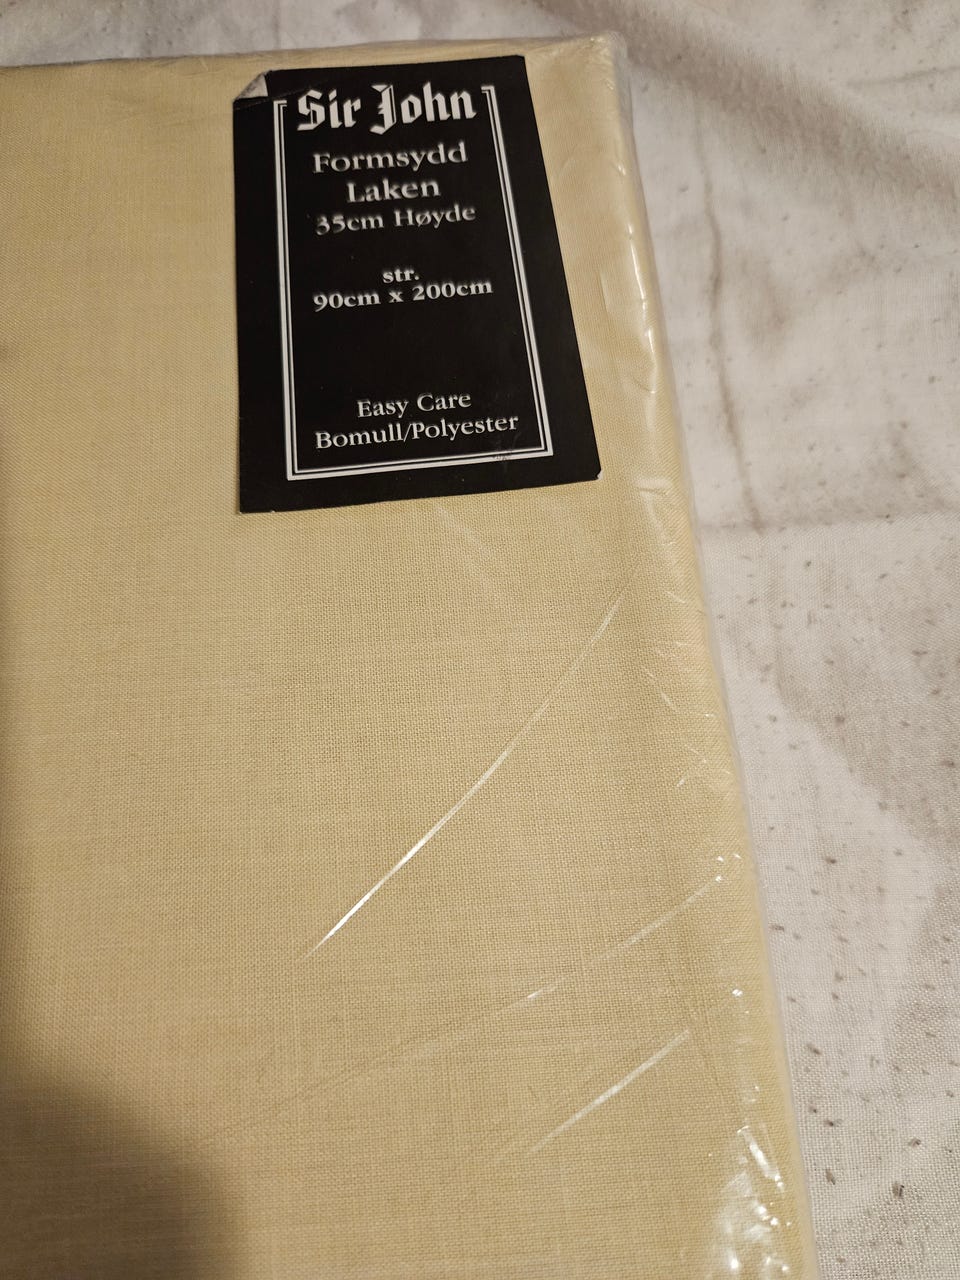 Sir John
Formsydd
Laken
35cm Høyde
str.
90cm x 200cm
Easy Care
Bomull/Polyester